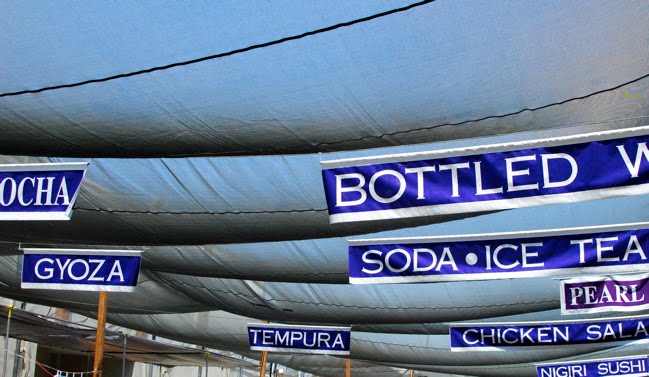 BOTTLED W
OCHA
SODA • ICE TEA
GYOZA
PEARL
TEMPURA
CHICKEN SALA
NIGIRI SUSHI